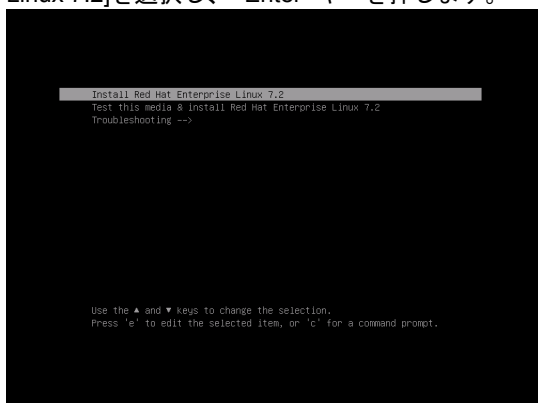 Linux 7.2]を選択し、 Enter キーを押します。
Install Red Hat Enterprise Linux 7.2
Test this media & install Red Hat Enterprise Linux 7.2
Troubleshooting -->
Use the ▲ and ▼ keys to change the selection.
Press 'e' to edit the selected item, or 'c' for a command prompt.